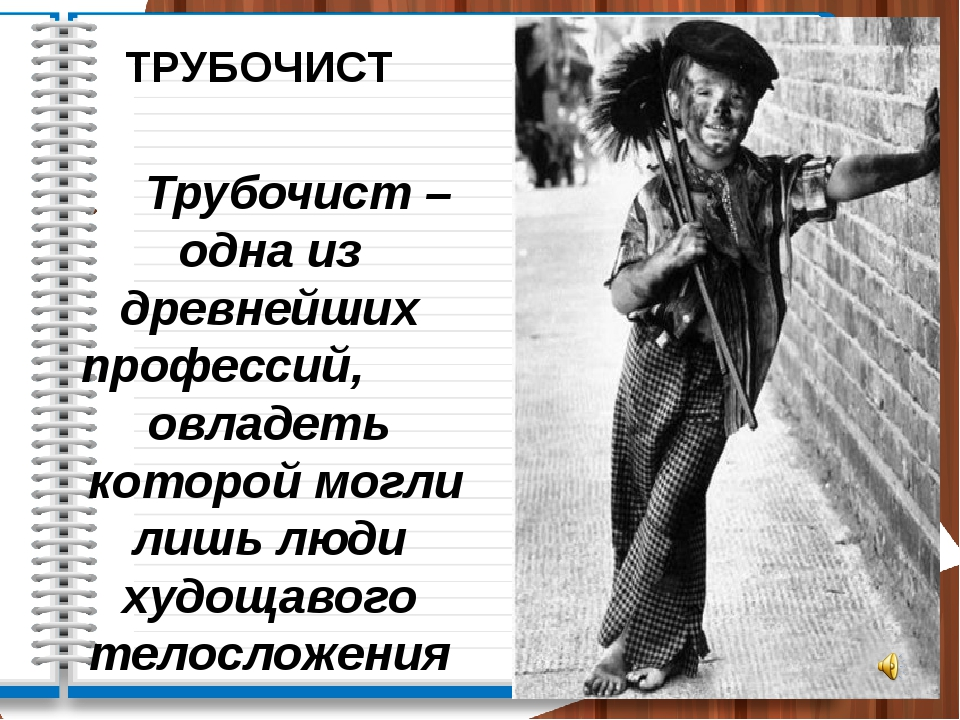 ТРУБОЧИСТ
Трубочист –
одна из
древнейших
профессий,
овладеть
которой могли
лишь люди
худощавого
телосложения